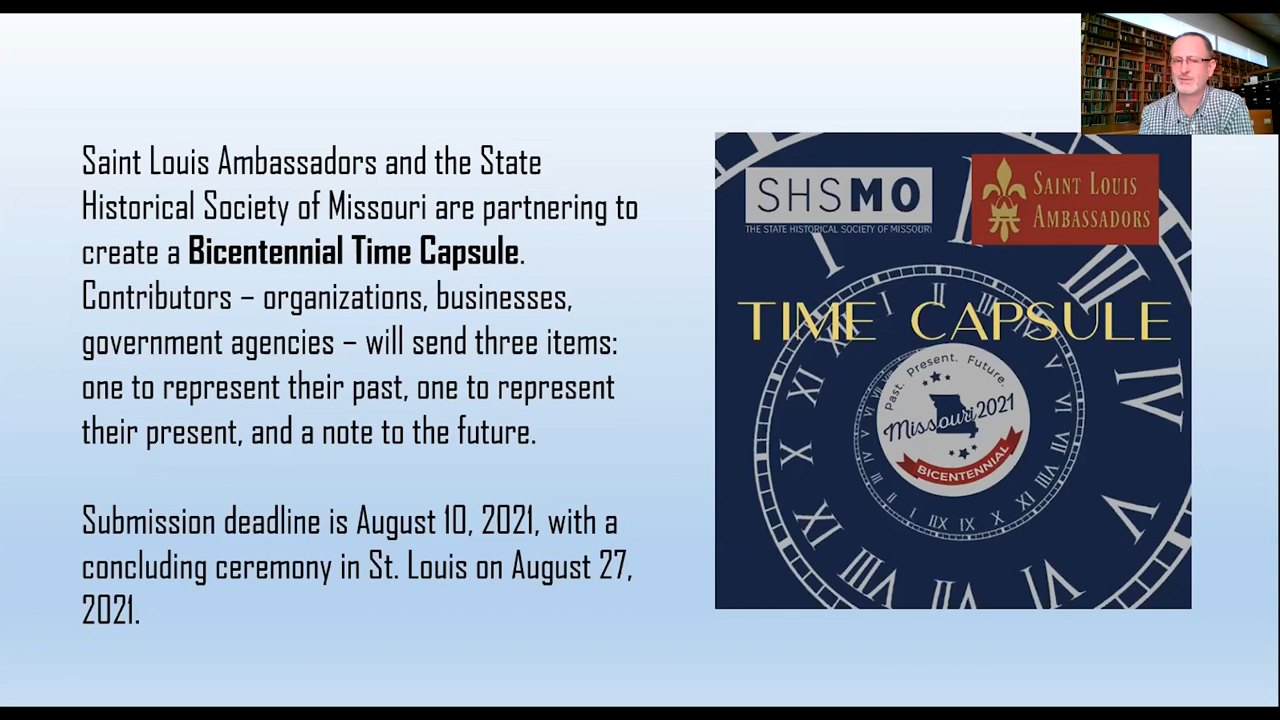 Saint Louis Ambassadors and the State
Historical Society of Missouri are partnering to
create a Bicentennial Time Capsule.
Contributors – organizations, businesses,
government agencies – will send three items:
one to represent their past, one to represent
their present, and a note to the future.
Submission deadline is August 10, 2021, with a
concluding ceremony in St. Louis on August 27,
2021.
SHSMO
THE STATE HISTORICAL SOCIETY OF MISSOURI
SAINT LOUIS
AMBASSADORS
TIME CAPSULE
Past. Present. Future.
Missouri 2021
BICENTENNIAL